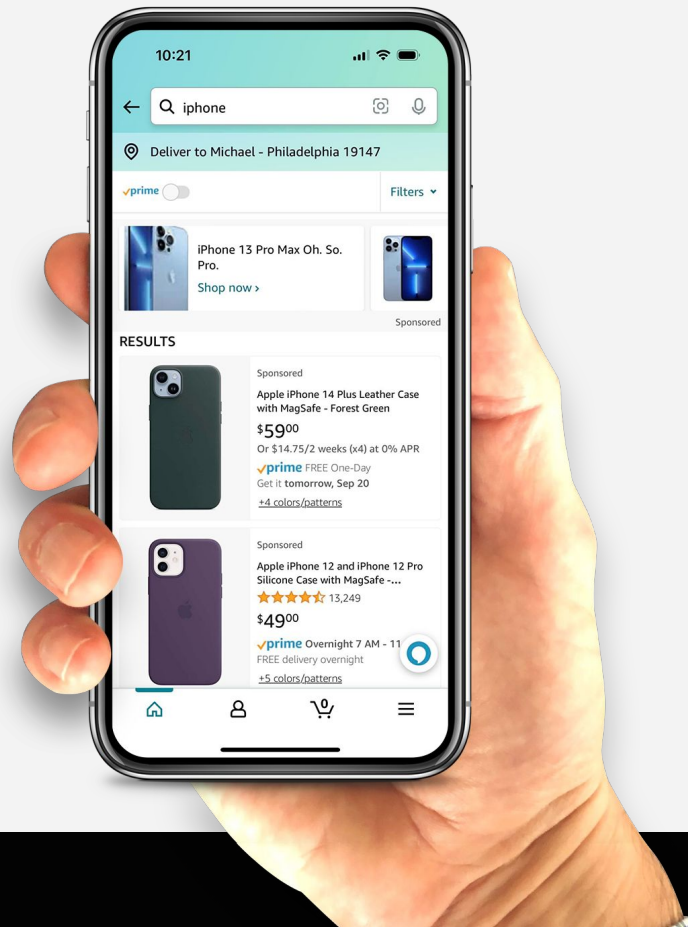 10:21
iphone
Deliver to Michael - Philadelphia 19147
prime
Filters
iPhone 13 Pro Max Oh. So.
Pro.
Shop now ›
Sponsored
RESULTS
Sponsored
Apple iPhone 14 Plus Leather Case
with MagSafe - Forest Green
$5900
Or $14.75/2 weeks (x4) at 0% APR
prime FREE One-Day
Get it tomorrow, Sep 20
+4 colors/patterns
Sponsored
Apple iPhone 12 and iPhone 12 Pro
Silicone Case with MagSafe -...
13,249
$4900
prime Overnight 7 AM - 11
FREE delivery overnight
+5 colors/patterns
0